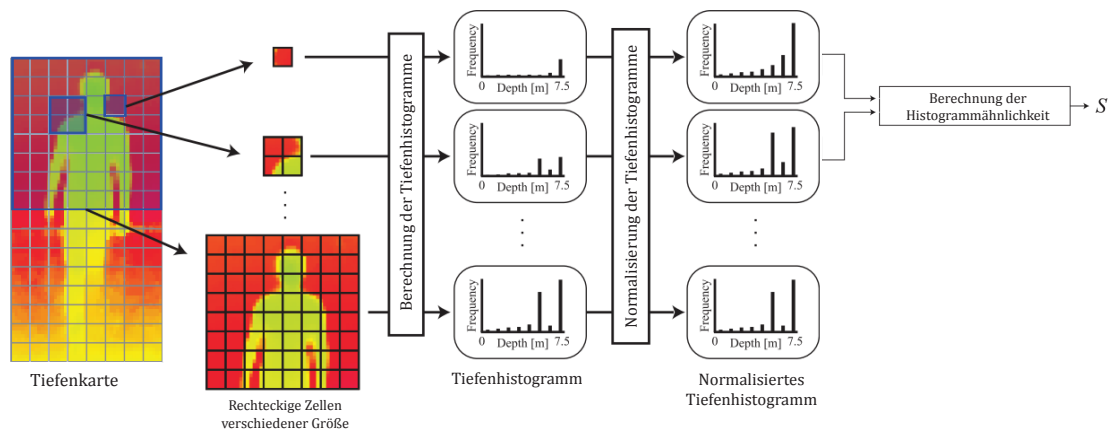 Tiefenkarte
Rechteckige Zellen
verschiedener Größe
Berechnung der Tiefenhistogramme
Frequency
0 Depth [m] 7.5
Frequency
0 Depth [m] 7.5
Frequency
0 Depth [m] 7.5
Tiefenhistogramm
Normalisierung der Tiefenhistogramme
Frequency
0 Depth [m] 7.5
Frequency
0 Depth [m] 7.5
Frequency
0 Depth [m] 7.5
Normalisiertes
Tiefenhistogramm
Berechnung der
Histogrammähnlichkeit
S